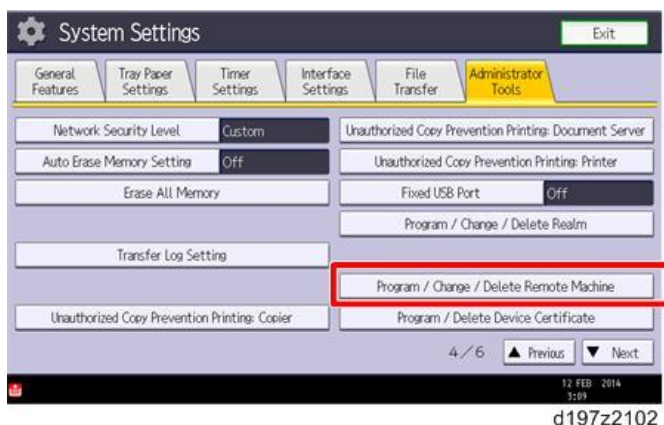 System Settings
Exit
General Features
Tray Paper Settings
Timer Settings
Interface Settings
File Transfer
Administrator Tools
Network Security Level
Custom
Unauthorized Copy Prevention Printing: Document Server
Auto Erase Memory Setting
Off
Unauthorized Copy Prevention Printing: Printer
Erase All Memory
Fixed USB Port
Off
Program / Change / Delete Realm
Transfer Log Setting
Program / Change / Delete Remote Machine
Unauthorized Copy Prevention Printing: Copier
Program / Delete Device Certificate
4/6
▲ Previous
▼ Next
12 FEB 2014
3:09
d197z2102